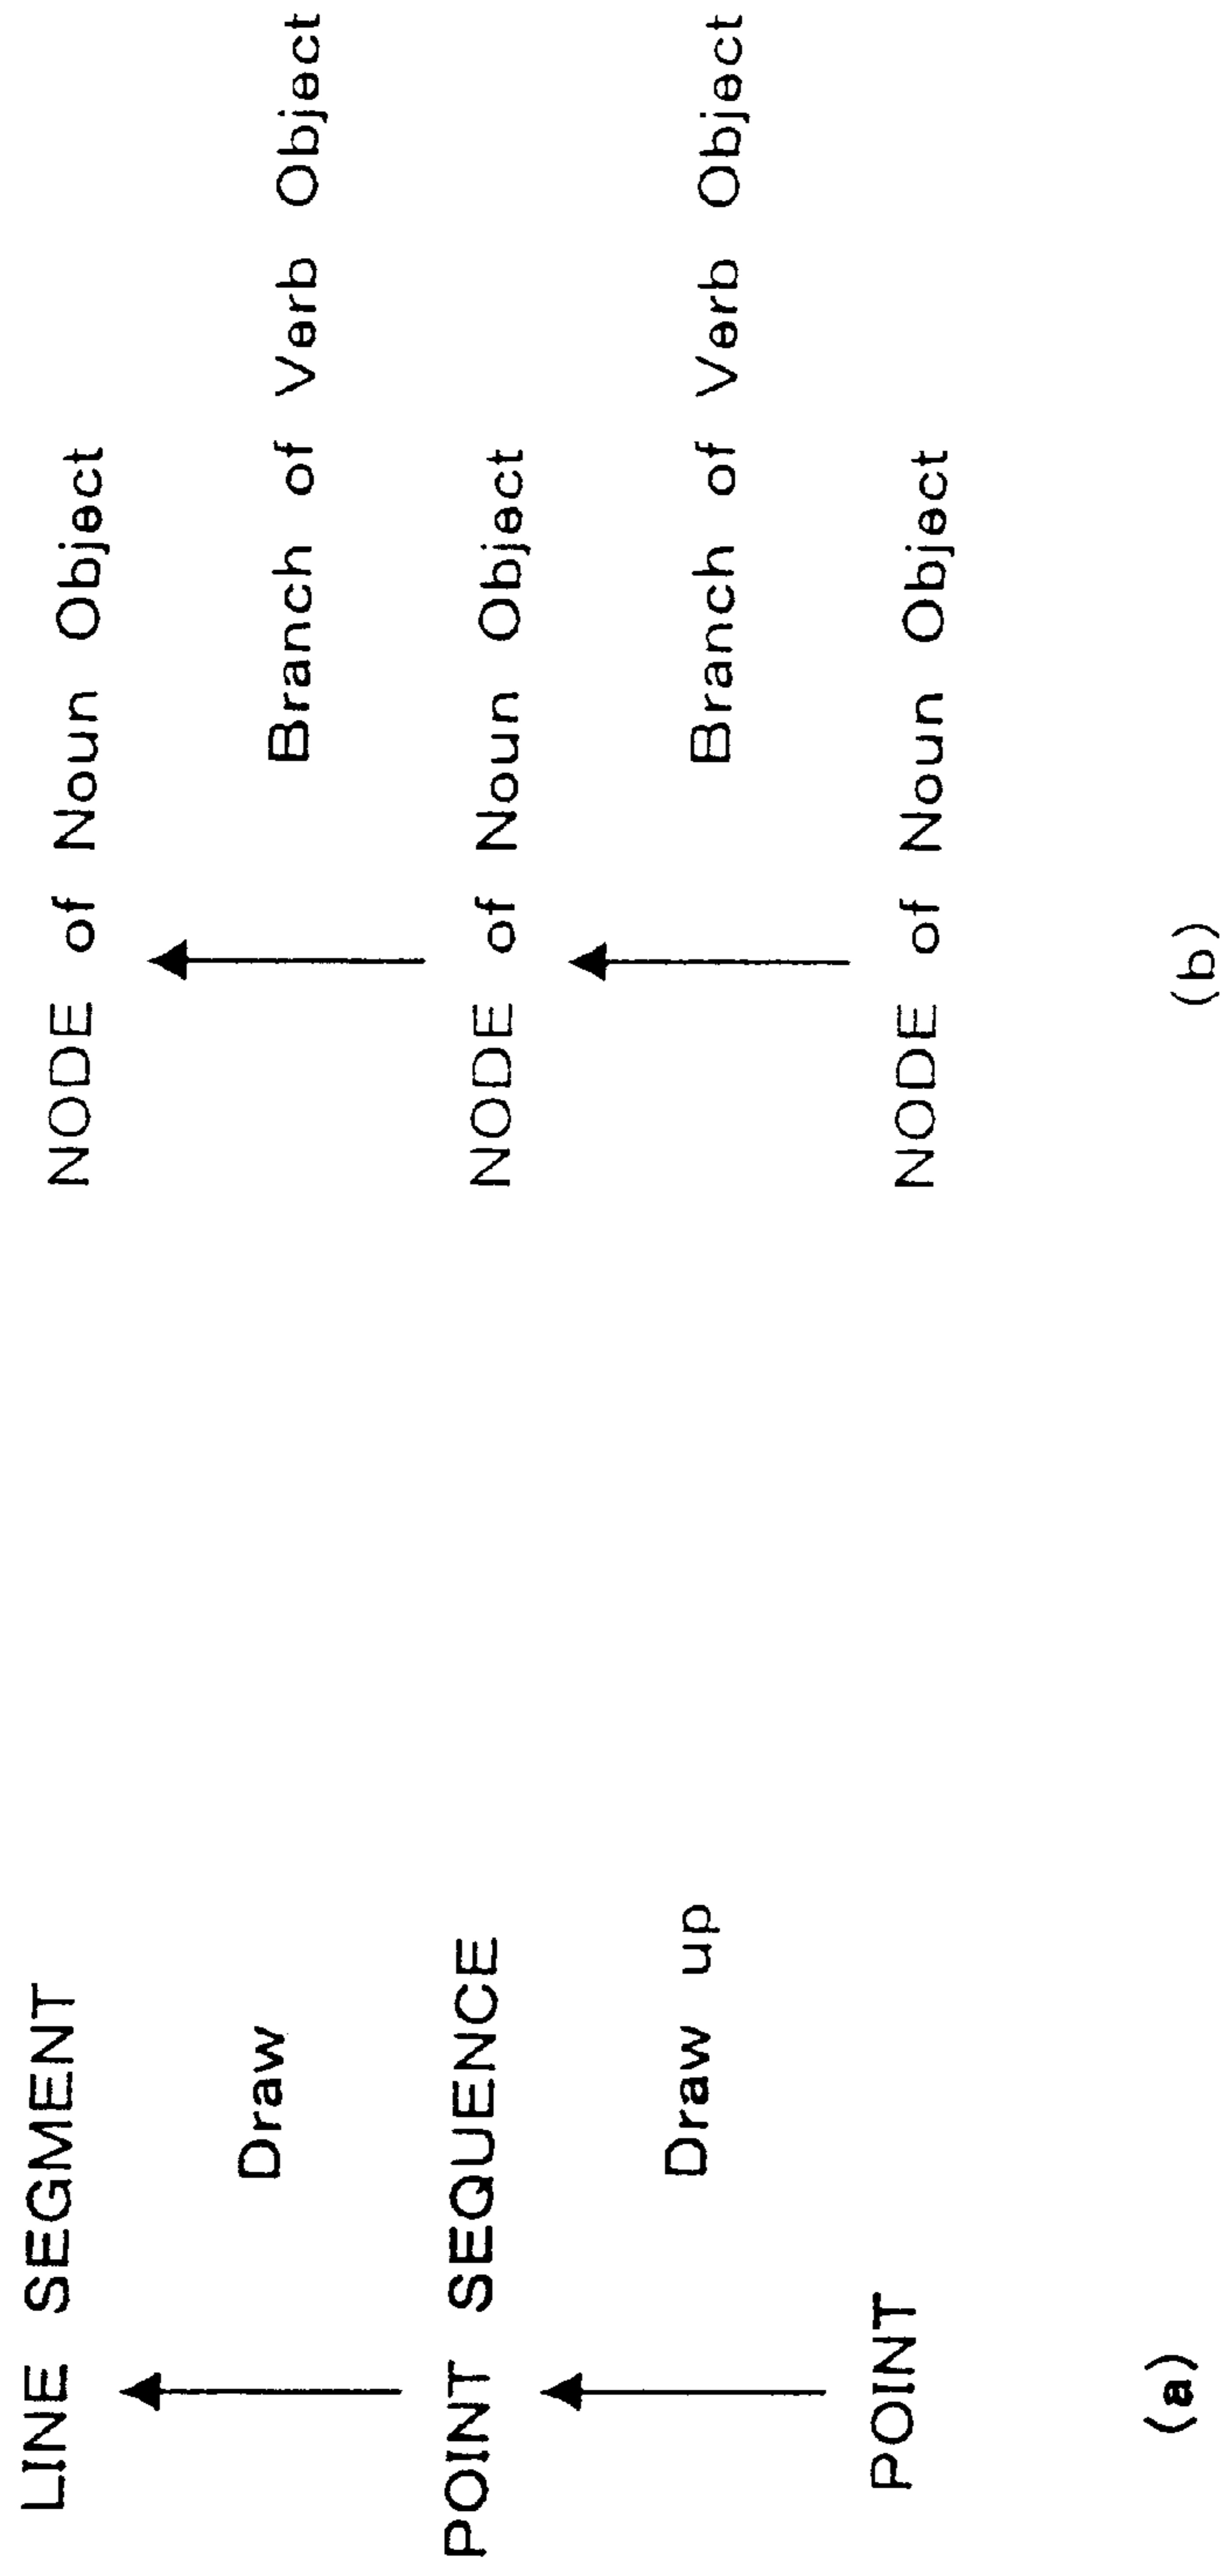 LINE SEGMENT
Draw
POINT SEQUENCE
Draw up
POINT
(a)
NODE of Noun Object
Branch of Verb Object
NODE of Noun Object
Branch of Verb Object
NODE of Noun Object
(b)